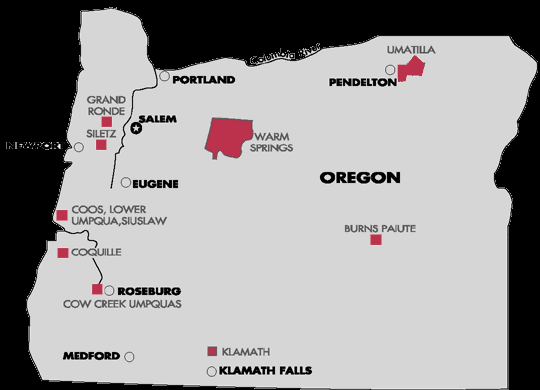 Columbia River
UMATILLA
PORTLAND
PENDELTON
GRAND
RONDE
SALEM
SILETZ
WARM
SPRINGS
NEWPORT
EUGENE
OREGON
COOS, LOWER
UMPQUA,SIUSLAW
BURNS PAIUTE
COQUILLE
ROSEBURG
COW CREEK UMPQUAS
KLAMATH
MEDFORD
KLAMATH FALLS